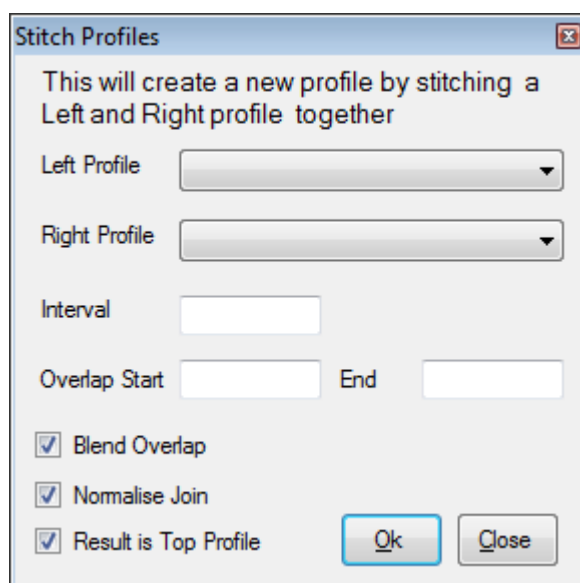 Stitch Profiles
This will create a new profile by stitching a
Left and Right profile together
Left Profile
Right Profile
Interval
Overlap Start End
Blend Overlap
Normalise Join
Result is Top Profile Ok Close